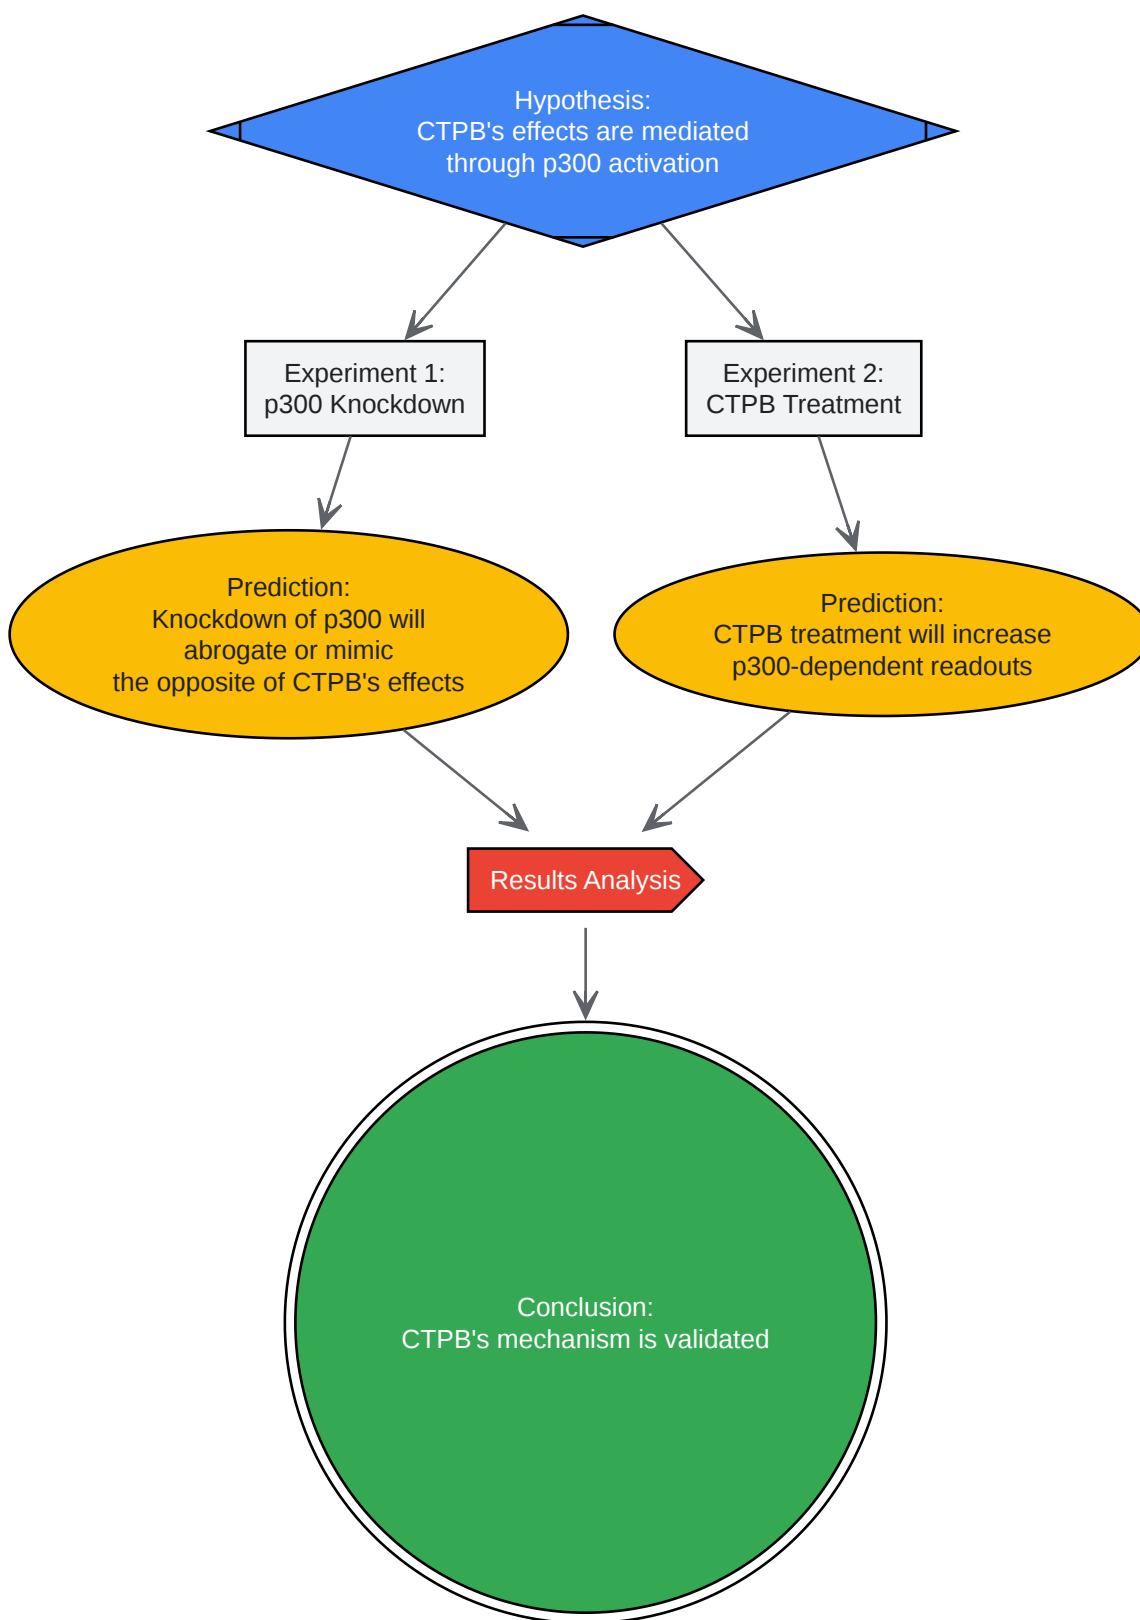 Hypothesis:
CTPB's effects are mediated
through p300 activation
Experiment 1:
p300 Knockdown
Experiment 2:
CTPB Treatment
Prediction:
Knockdown of p300 will
abrogate or mimic
the opposite of CTPB's effects
Prediction:
CTPB treatment will increase
p300-dependent readouts
Results Analysis
Conclusion:
CTPB's mechanism is validated